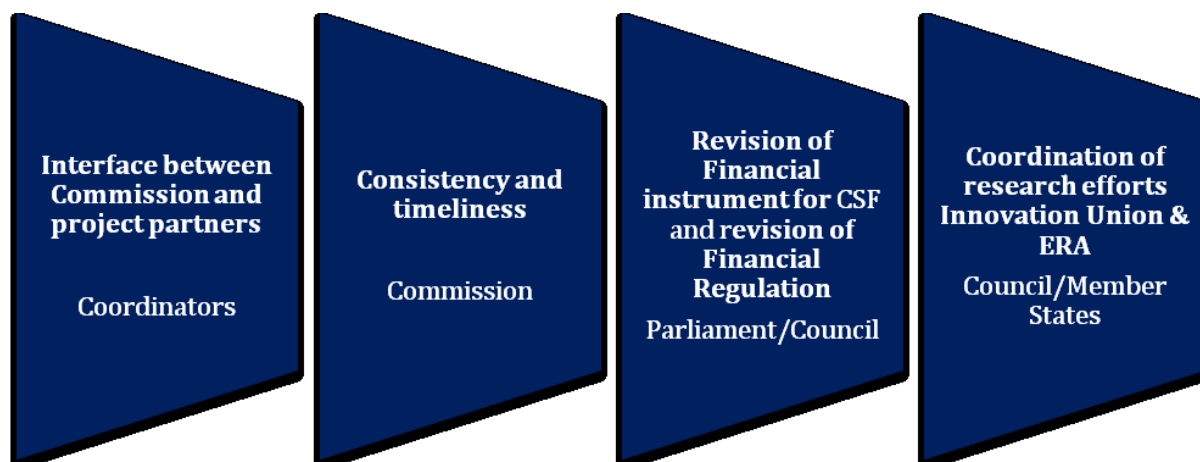 Interface between
Commission and
project partners
Coordinators
Consistency and
timeliness
Commission
Revision of
Financial
instrument for CSF
and revision of
Financial
Regulation
Parliament/Council
Coordination of
research efforts
Innovation Union &
ERA
Council/Member
States